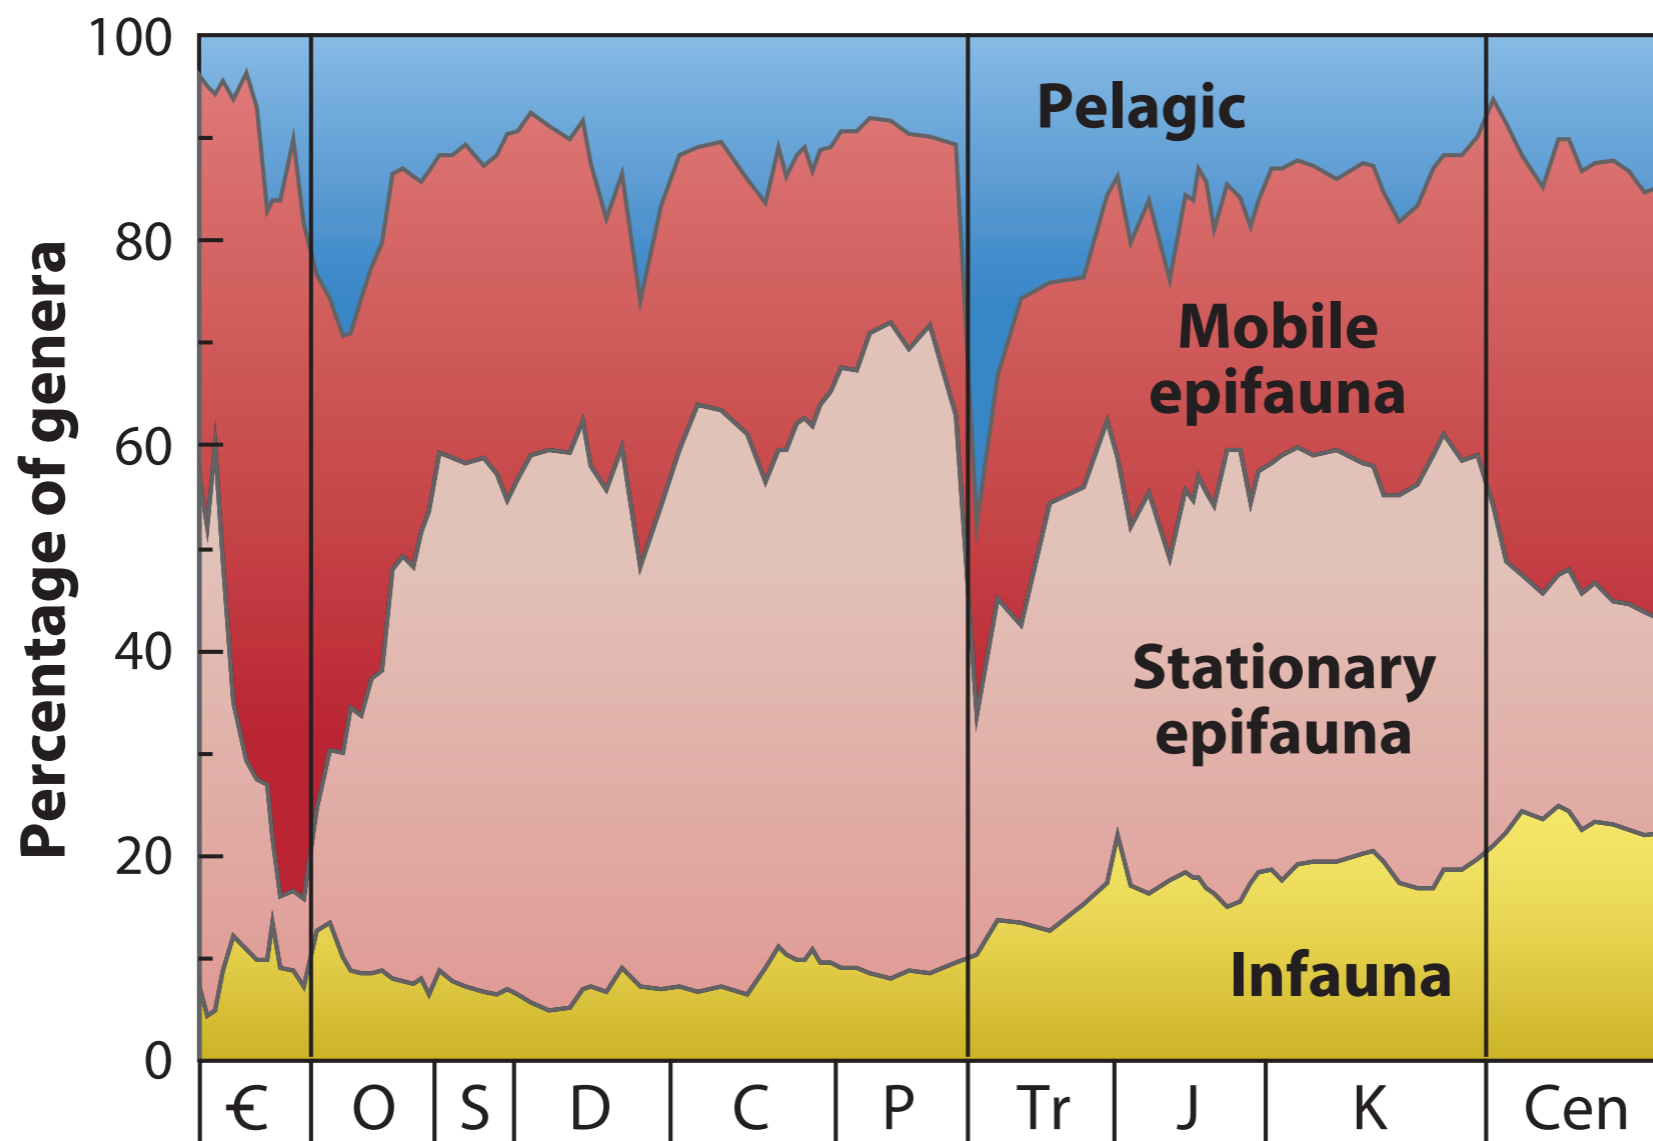 Percentage of genera
100
80
60
40
20
0
Pelagic
Mobile
epifauna
Stationary
epifauna
Infauna
€ O S D C P Tr J K Cen